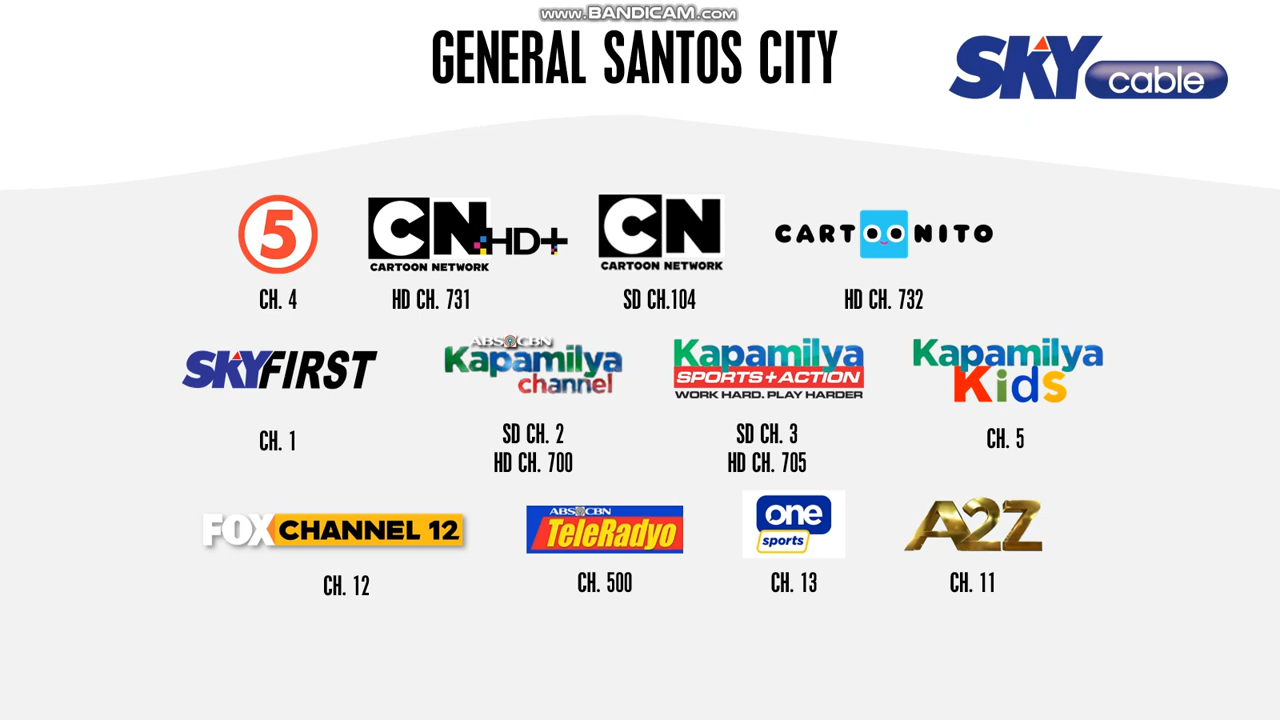 www.BANDICAM.com
GENERAL SANTOS CITY
SKY cable
5
CN HD+
CARTOON NETWORK
CN
CARTOON NETWORK
CARTOONITO
CH. 4
HD CH. 731
SD CH.104
HD CH. 732
SKYFIRST
ABS CBN
Kapamilya
channel
Kapamilya
SPORTS+ACTION
WORK HARD. PLAY HARDER
Kapamilya
Kids
CH. 1
SD CH. 2
HD CH. 700
SD CH. 3
HD CH. 705
CH. 5
FOX CHANNEL 12
ABS CBN
TeleRadyo
one
sports
A2Z
CH. 12
CH. 500
CH. 13
CH. 11